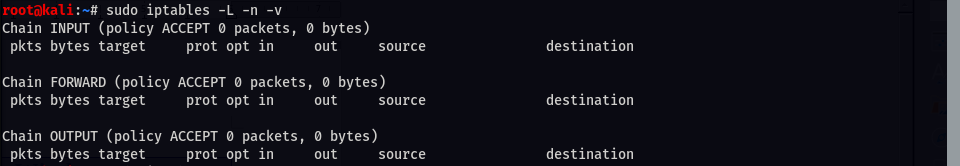 root@kali:~# sudo iptables -L -n -v
Chain INPUT (policy ACCEPT 0 packets, 0 bytes)
 pkts bytes target     prot opt in     out     source               destination

Chain FORWARD (policy ACCEPT 0 packets, 0 bytes)
 pkts bytes target     prot opt in     out     source               destination

Chain OUTPUT (policy ACCEPT 0 packets, 0 bytes)
 pkts bytes target     prot opt in     out     source               destination